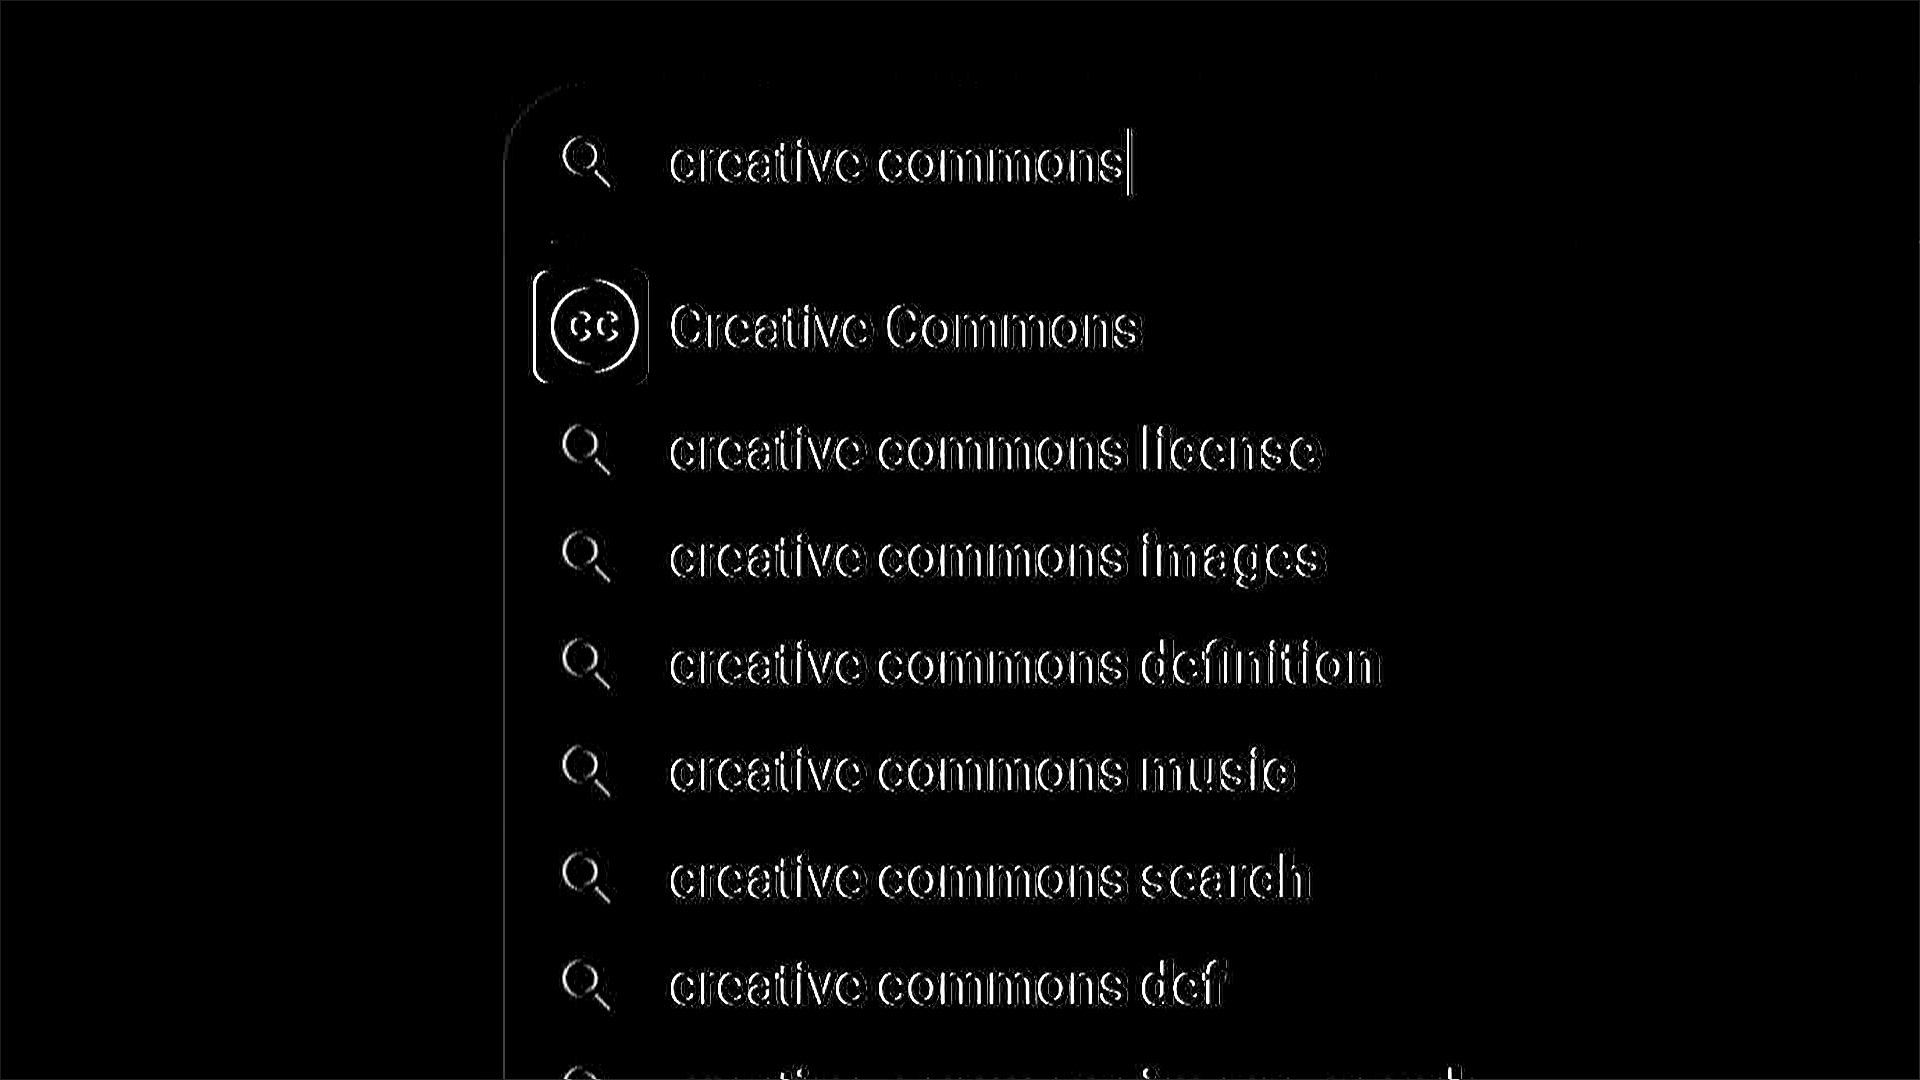 creative commons
cc
Creative Commons
creative commons license
creative commons images
creative commons definition
creative commons music
creative commons search
creative commons def